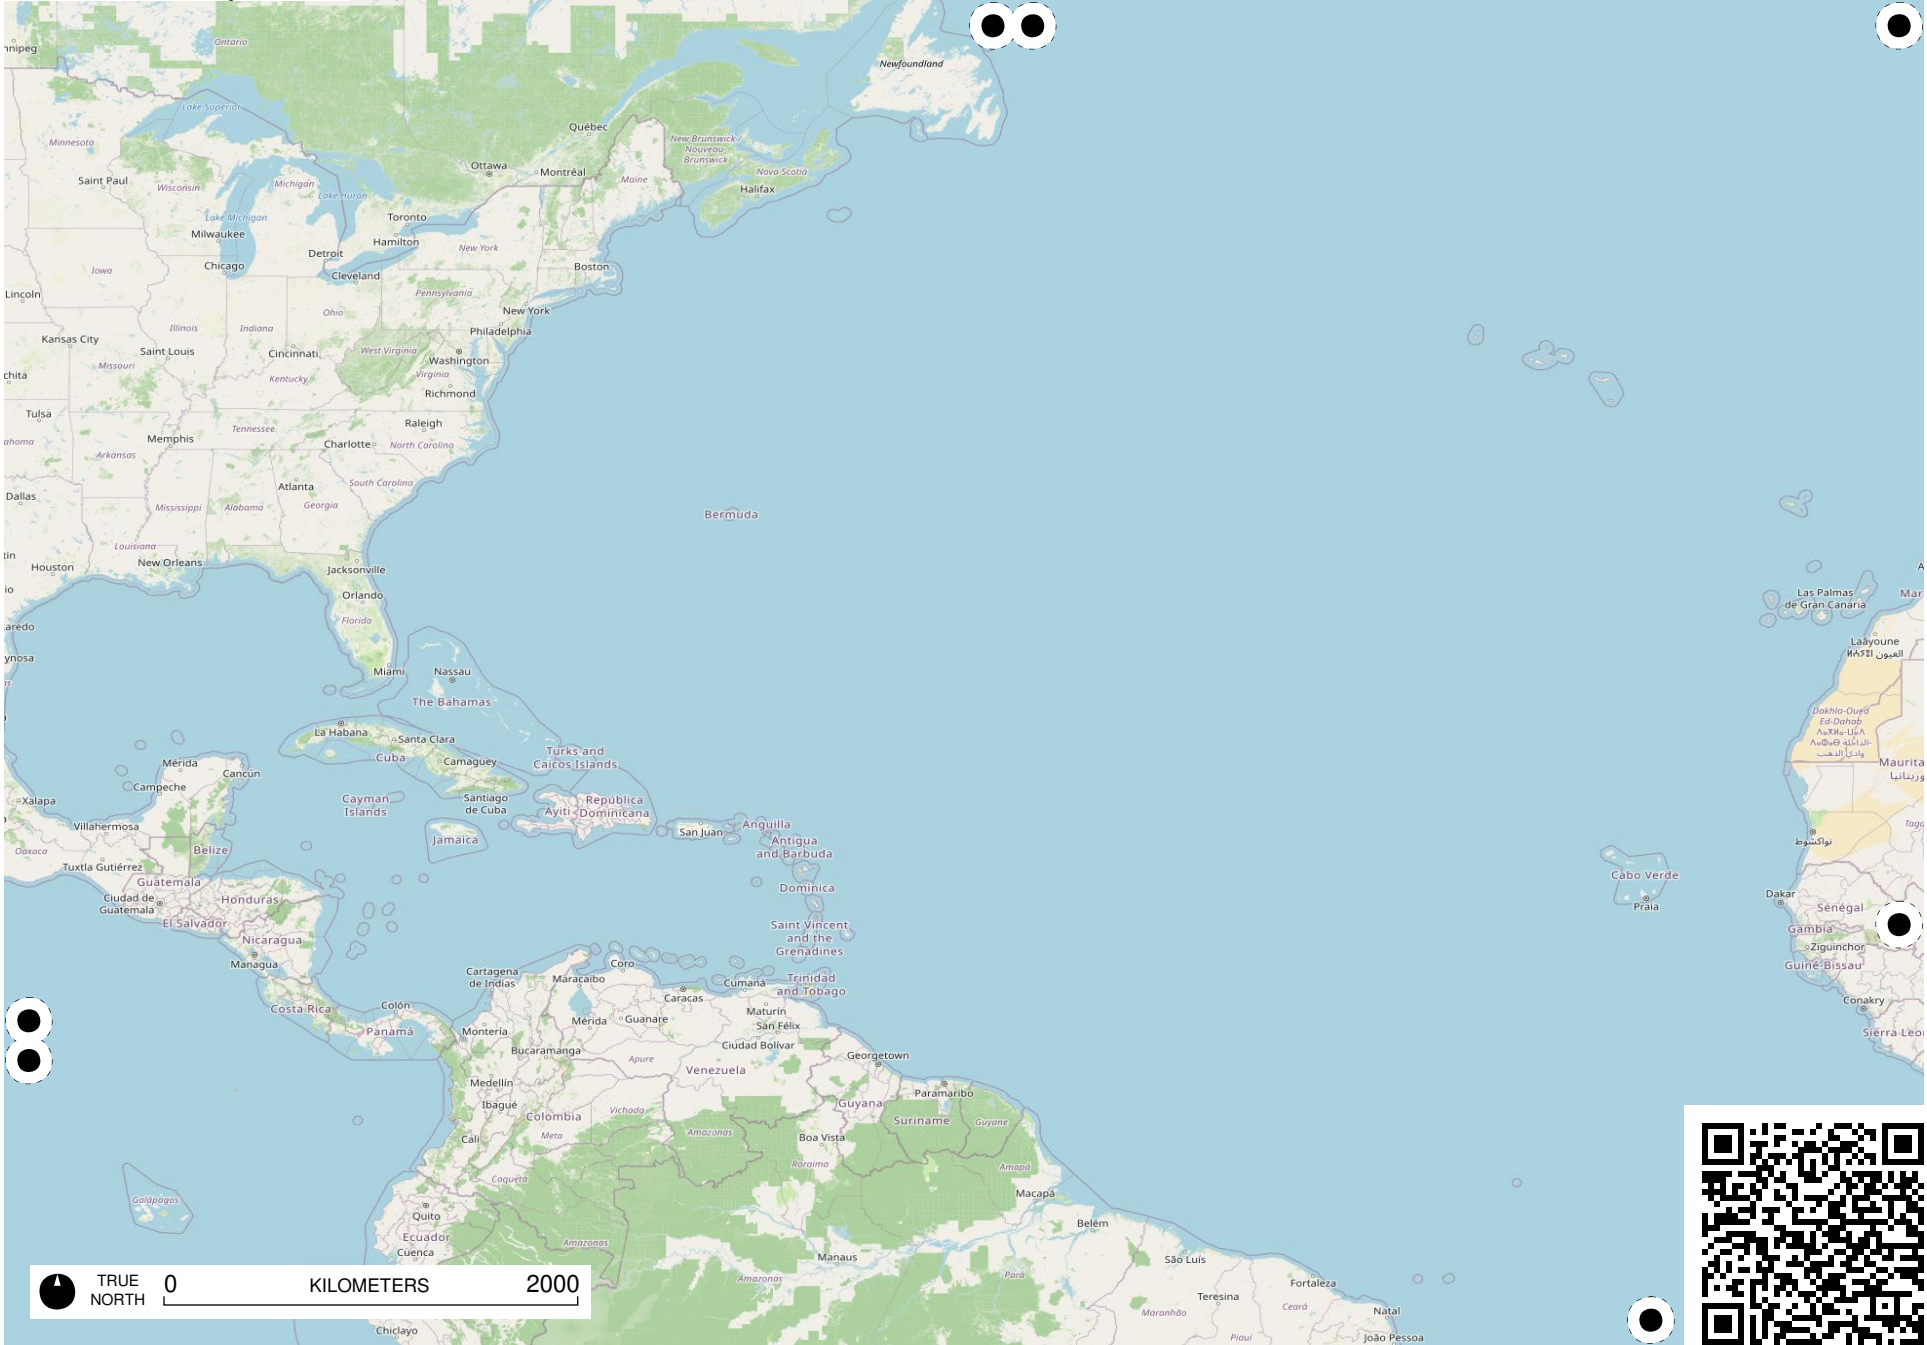 Ontario
Newfoundland
Lake Superior
Québec
Minnesota
New Brunswick /
Nouveau-
Brunswick
Ottawa
Montréal
Nova Scotia
Saint Paul
Wisconsin
Michigan
Lake Huron
Maine
Halifax
Lake Michigan
Toronto
Milwaukee
Hamilton
New York
Detroit
Chicago
Cleveland
Boston
Iowa
Lincoln
Pennsylvania
New York
Ohio
Illinois
Indiana
Philadelphia
Kansas City
Saint Louis
Cincinnati
West Virginia
Washington
Missouri
Kentucky
Virginia
Richmond
Tulsa
Memphis
Tennessee
Raleigh
Charlotte
North Carolina
Arkansas
Atlanta
South Carolina
Dallas
Mississippi
Alabama
Georgia
Bermuda
Louisiana
Houston
New Orleans
Jacksonville
Orlando
Las Palmas
de Gran Canaria
Florida
Laâyoune
العيون
Miami
Nassau
The Bahamas
Dakhla-Oued
Ed-Dahab
الداخلة-
وادي الذهب
La Habana
Santa Clara
Cuba
Camaguey
Turks and
Caicos Islands
Mérida
Cancún
Campeche
Xalapa
Cayman
Islands
Santiago
de Cuba
Ayiti
República
Dominicana
Villahermosa
Jamaica
San Juan
Anguilla
Antigua
and Barbuda
Oaxaca
Belize
نواكشوط
Tuxtla Gutiérrez
Guatemala
Dominica
Cabo Verde
Ciudad de
Guatemala
Honduras
Praia
Dakar
El Salvador
Saint Vincent
and the
Grenadines
Sénégal
Nicaragua
Gambia
Ziguinchor
Managua
Cartagena
de Indias
Coro
Guiné-Bissau
Maracaibo
Cumaná
Trinidad
and Tobago
Costa Rica
Colón
Caracas
Conakry
Panamá
Montería
Mérida
Guanare
Maturín
San Félix
Bucaramanga
Ciudad Bolívar
Apure
Georgetown
Venezuela
Medellín
Paramaribo
Ibagué
Colombia
Vichada
Guyana
Suriname
Guyane
Cali
Meta
Amazonas
Boa Vista
Roraima
Amapá
Caquetá
Galápagos
Macapá
Quito
Belém
Ecuador
Amazonas
Cuenca
Manaus
São Luís
Amazonas
Pará
Fortaleza
Teresina
Maranhão
Ceará
Natal
Chiclayo
Piauí
João Pessoa
TRUE
NORTH
0 KILOMETERS 2000